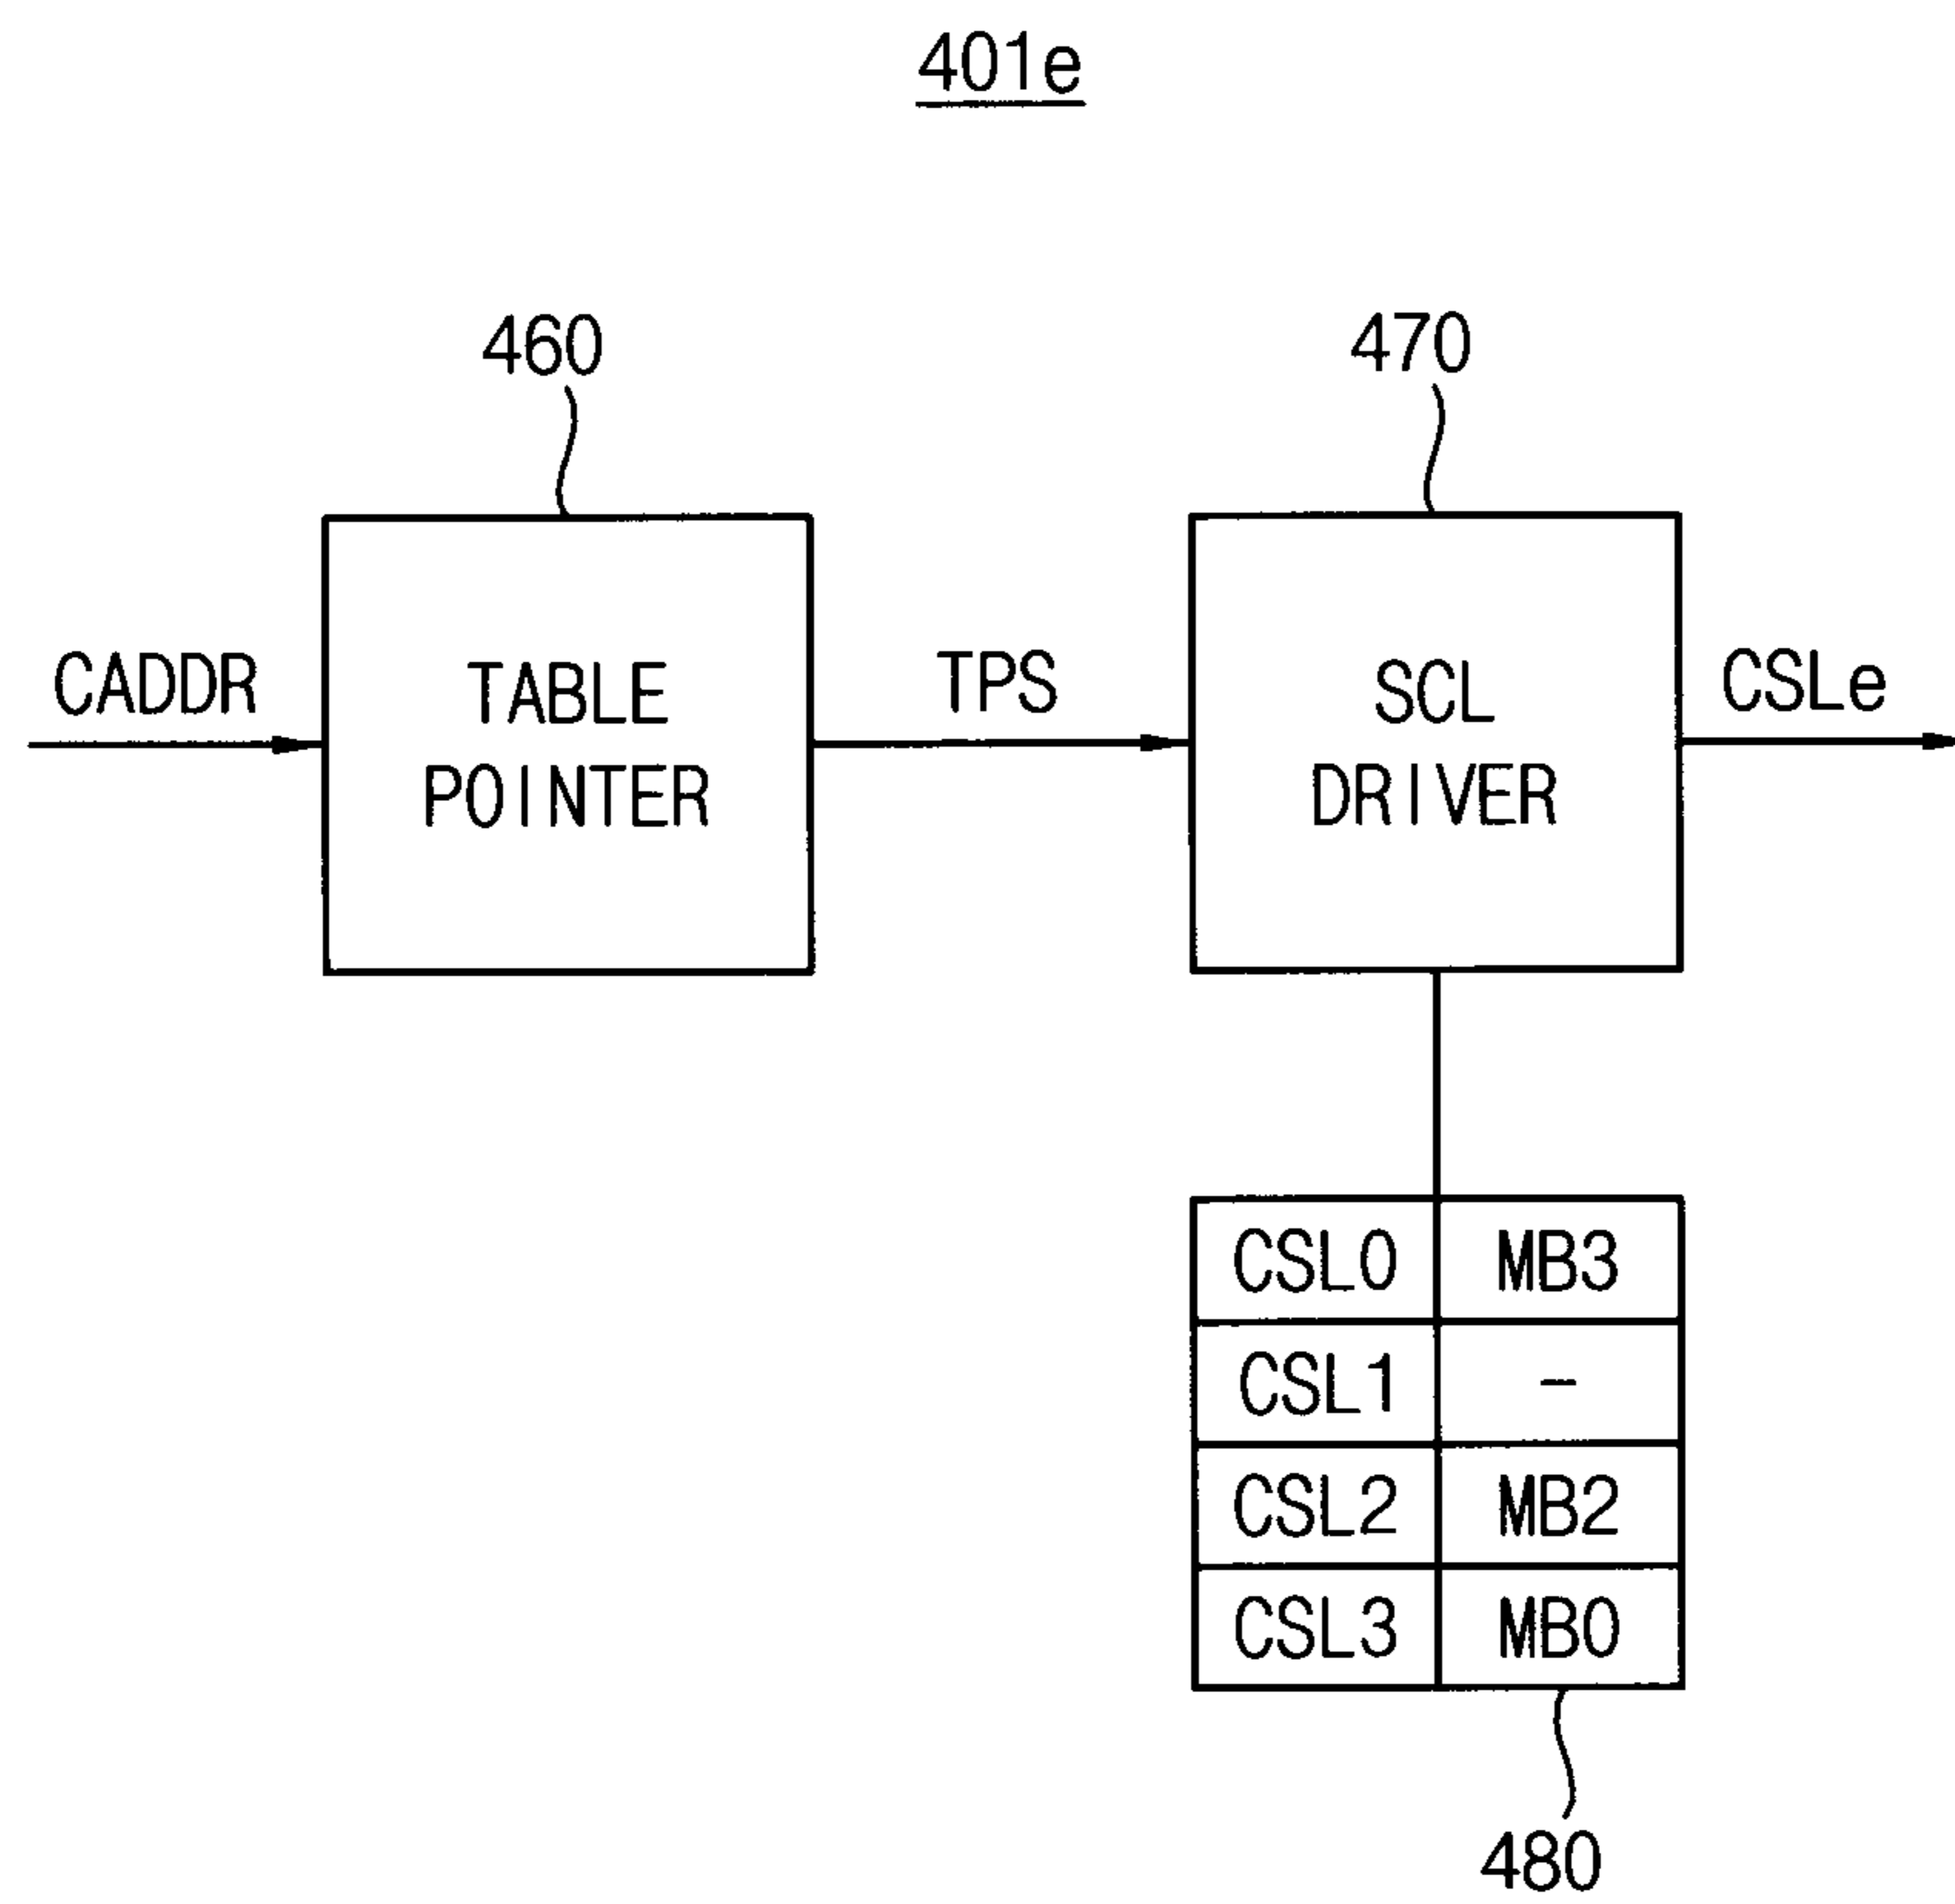 401e
460
470
CADDR
TABLE
POINTER
TPS
SCL
DRIVER
CSLe
CSL0 MB3
CSL1 -
CSL2 MB2
CSL3 MB0
480